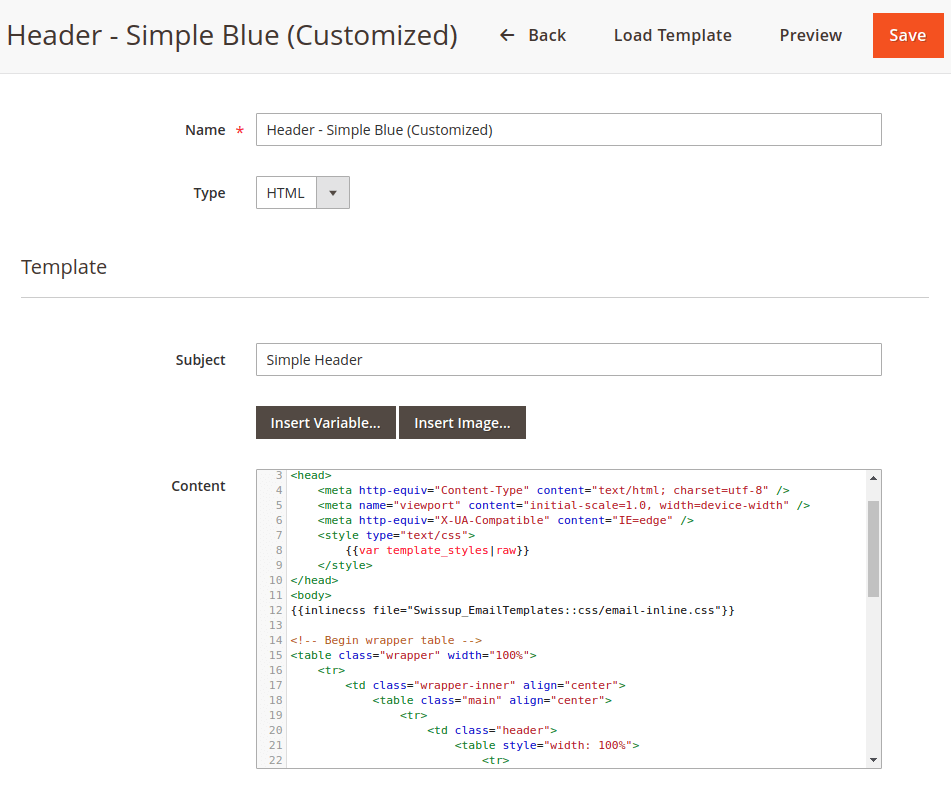 Header - Simple Blue (Customized) ← Back Load Template Preview Save
Name * Header - Simple Blue (Customized)
Type HTML
Template
Subject Simple Header
Insert Variable... Insert Image...
Content
3 <head>
4     <meta http-equiv="Content-Type" content="text/html; charset=utf-8" />
5     <meta name="viewport" content="initial-scale=1.0, width=device-width" />
6     <meta http-equiv="X-UA-Compatible" content="IE=edge" />
7     <style type="text/css">
8         {{var template_styles|raw}}
9     </style>
10 </head>
11 <body>
12 {{inlinecss file="Swissup_EmailTemplates::css/email-inline.css"}}
13
14 <!-- Begin wrapper table -->
15 <table class="wrapper" width="100%">
16     <tr>
17         <td class="wrapper-inner" align="center">
18             <table class="main" align="center">
19                 <tr>
20                     <td class="header">
21                         <table style="width: 100%">
22                             <tr>